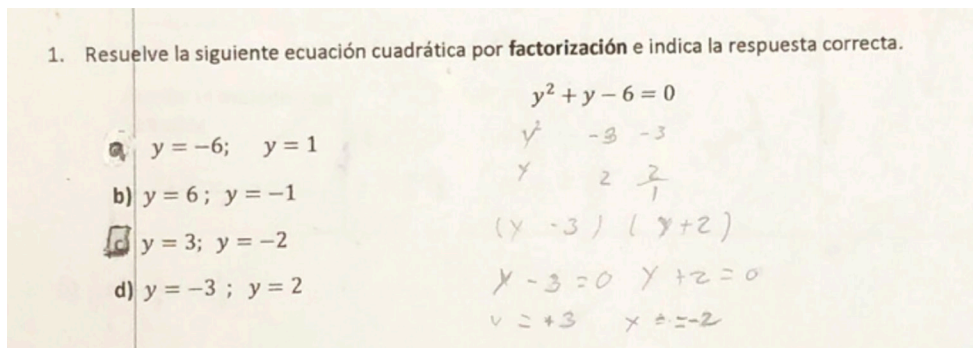 1. Resuelve la siguiente ecuación cuadrática por factorización e indica la respuesta correcta.
y² + y – 6 = 0
y² -3 -3
a y = −6; y = 1
y 2 2
1
b) y = 6 ; y = −1
(y -3) (y+2)
c y = 3; y = −2
y -3=0 y +2=0
d) y = −3 ; y = 2
y = +3 y = -2